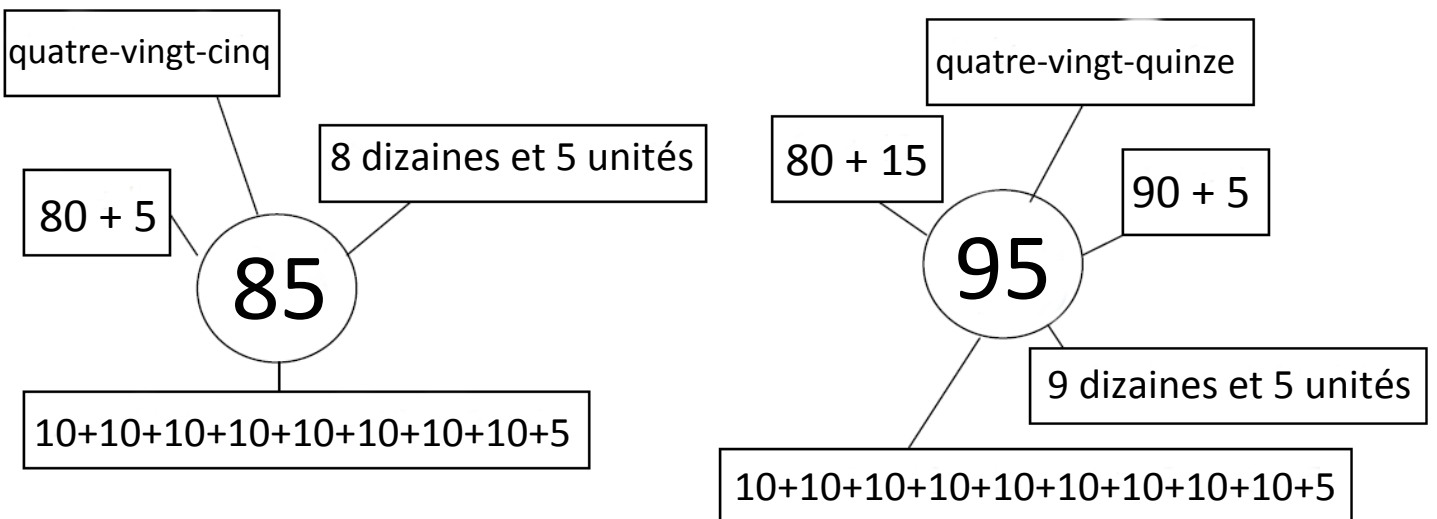 quatre-vingt-cinq
8 dizaines et 5 unités
80 + 5
85
10+10+10+10+10+10+10+10+5
quatre-vingt-quinze
80 + 15
90 + 5
95
9 dizaines et 5 unités
10+10+10+10+10+10+10+10+10+5